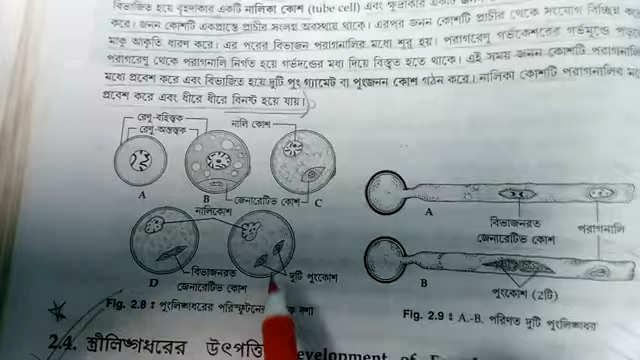 বিভাজিত হয়ে বৃহদাকার একটি নালিকা কোশ (tube cell) এবং ক্ষুদ্রাকার
করে। জনন কোশটি একপ্রান্তে প্রাচীর সংলগ্ন অবস্থায় থাকে। এরপর জনন কোশটি প্রাচীর থেকে সংযোগ বিচ্ছিন্ন
মাকু আকৃতি ধারণ করে। এর পরের বিভাজন পরাগনালির মধ্যে শুরু হয়। পরাগরেণু গর্ভকেশরের গর্ভমুণ্ডে
পরাগরেণু থেকে পরাগনালি নির্গত হয়ে গর্ভদণ্ডের মধ্য দিয়ে বিস্তৃত হতে থাকে। এই সময় জনন কোশটি
মধ্যে প্রবেশ করে এবং বিভাজিত হয়ে দুটি পুং গ্যামেট বা পুংজনন কোশ গঠন করে। নালিকা কোশটি পরাগনালির
প্রবেশ করে এবং ধীরে ধীরে বিনষ্ট হয়ে যায়।
রেণু-বহিত্বক
রেণু-অন্তত্বক
নালি কোশ
A
B
জেনারেটিভ কোশ
C
নালিকোশ
D
বিভাজনরত
জেনারেটিভ কোশ
দুটি পুংকোশ
Fig. 2.8 : পুংলিঙ্গধরের পরিস্ফুটনের দশা
A
বিভাজনরত
জেনারেটিভ কোশ
পরাগনালি
B
পুংকোশ (2টি)
Fig. 2.9 : A.-B. পরিণত দুটি পুংলিঙ্গধর
2.4. স্ত্রীলিঙ্গধরের উৎপত্তি of